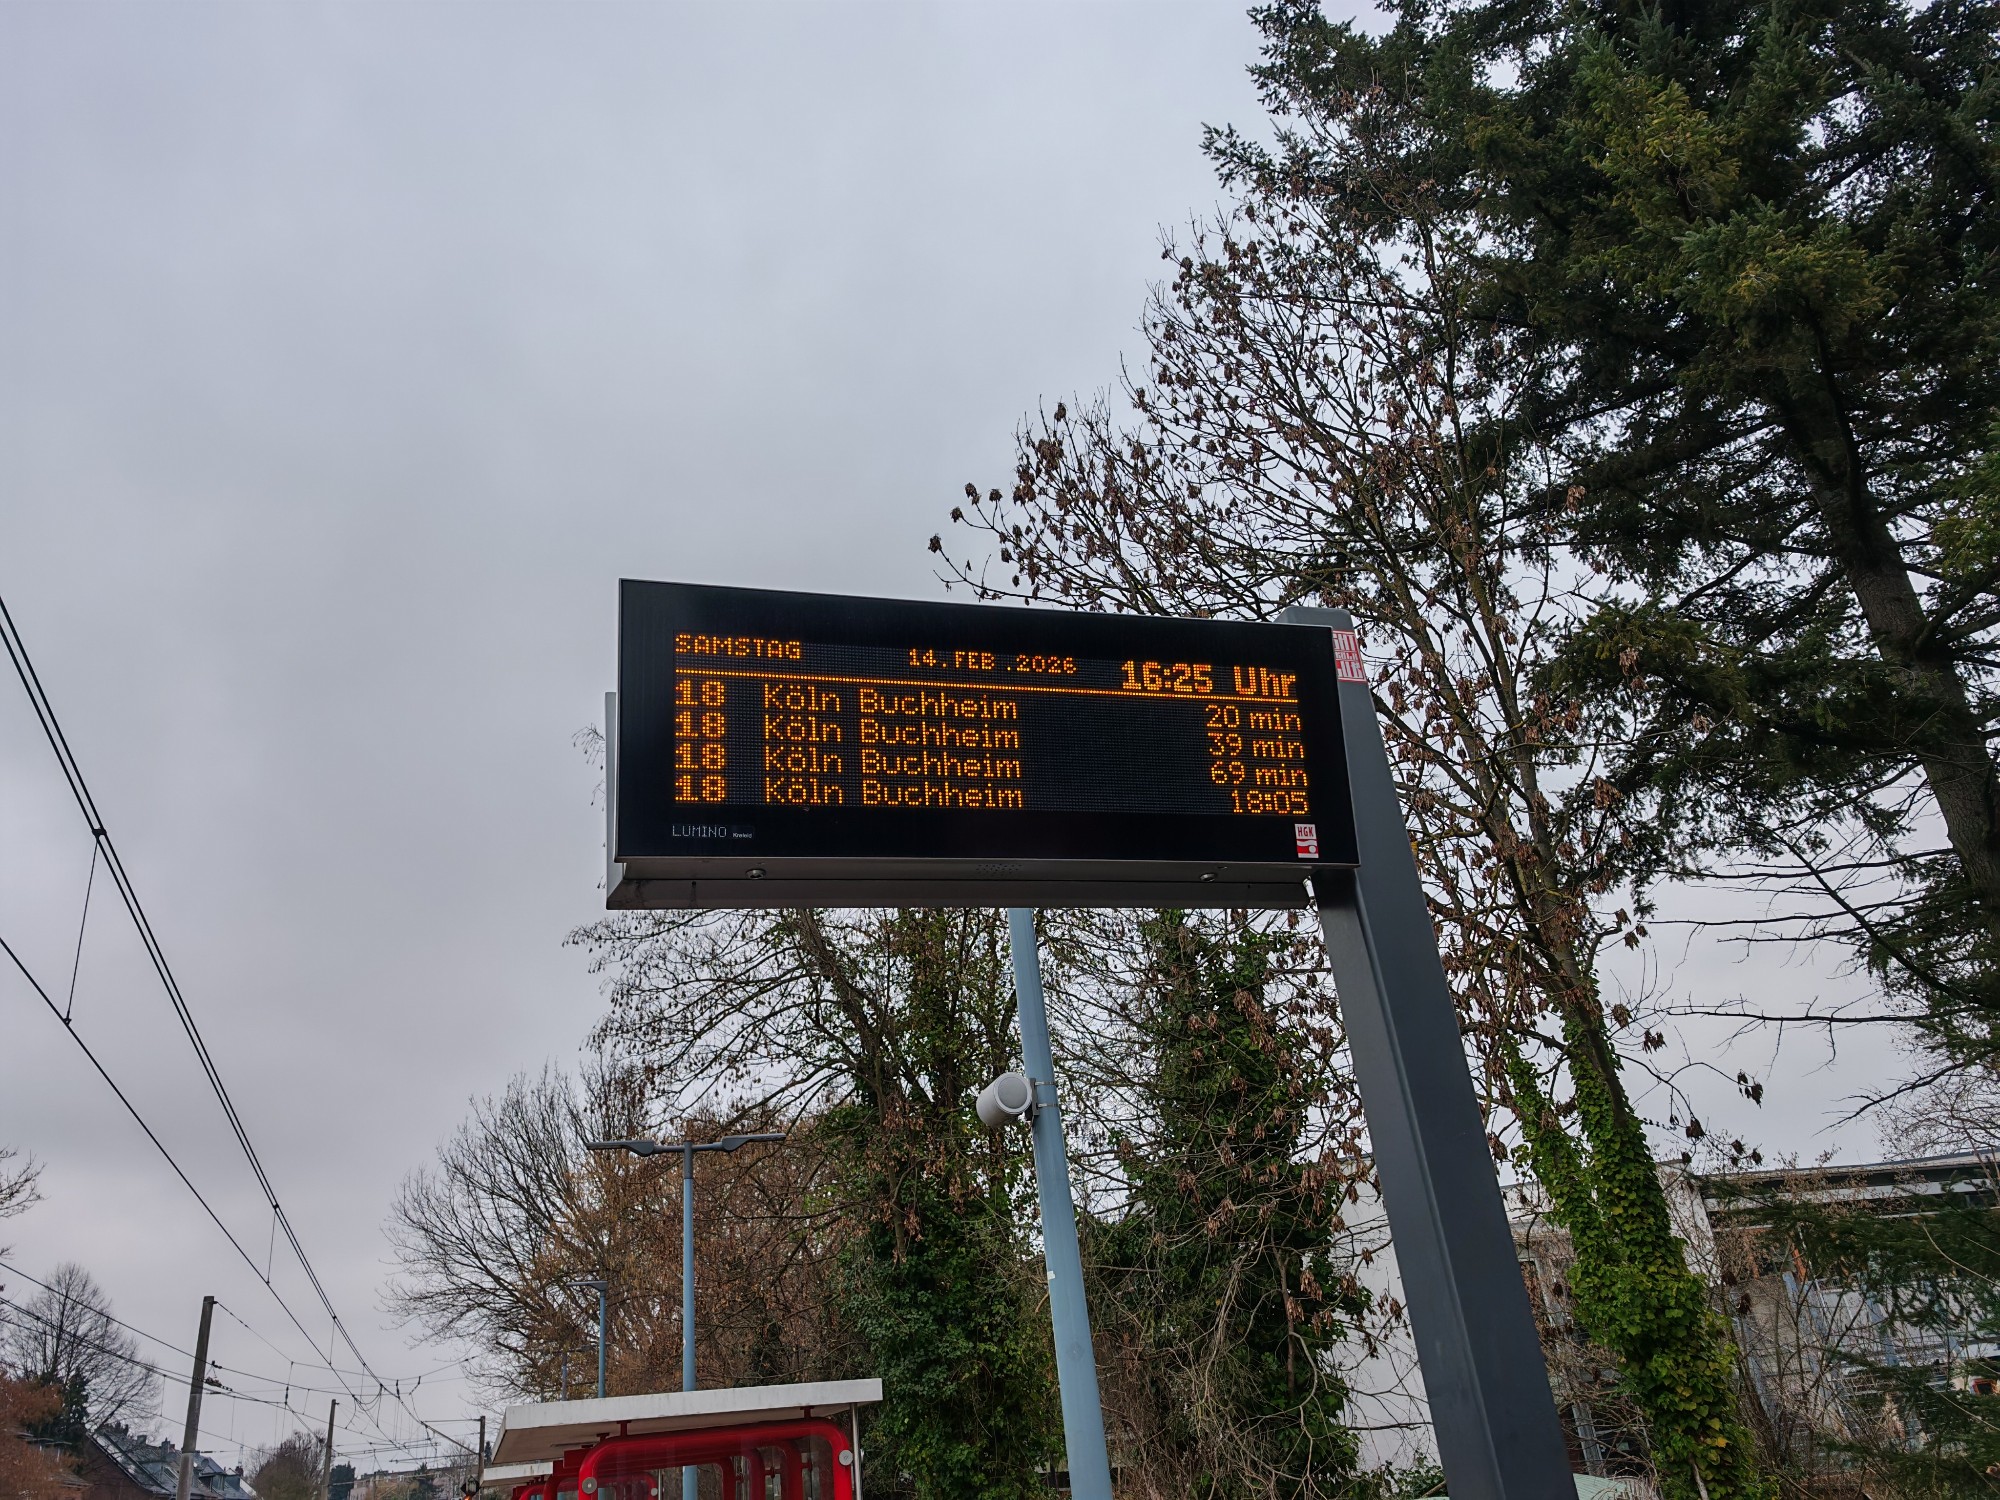 SAMSTAG 14.FEB.2026 16:25 Uhr
18 Köln Buchheim 20 min
18 Köln Buchheim 39 min
18 Köln Buchheim 69 min
18 Köln Buchheim 18:05
LUMINO Krefeld
HGK